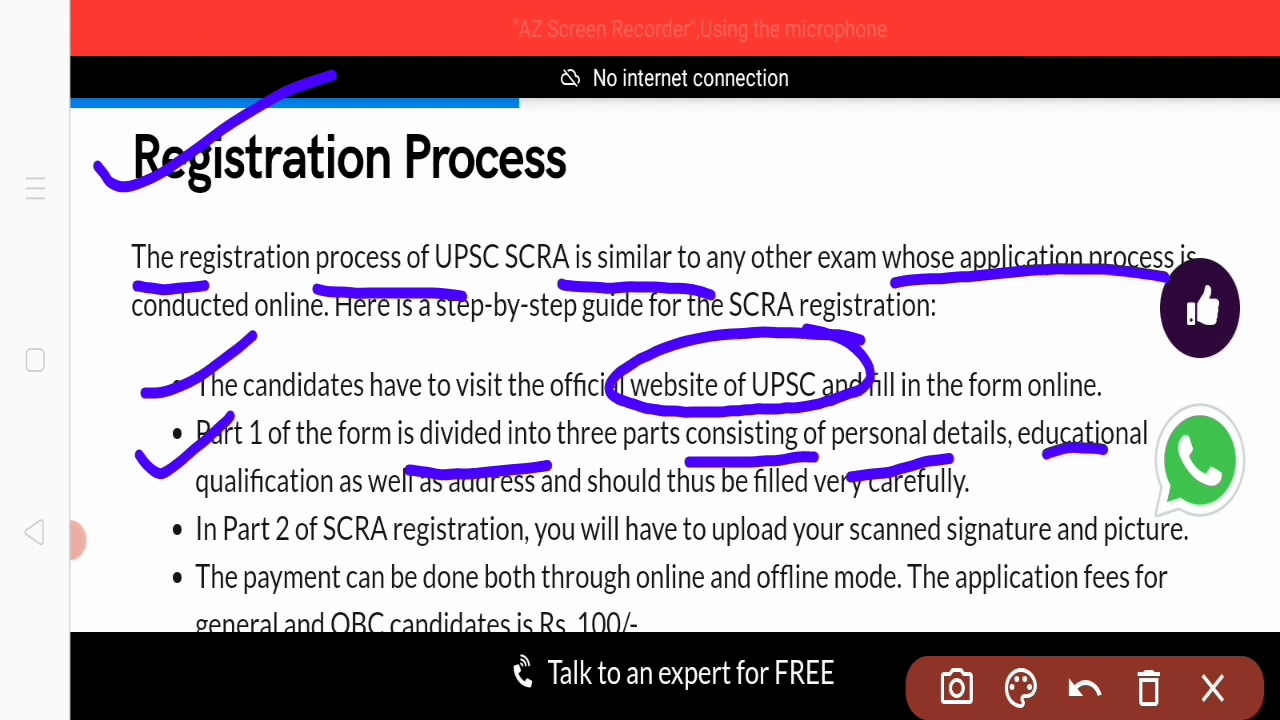 "AZ Screen Recorder",Using the microphone
No internet connection
Registration Process
The registration process of UPSC SCRA is similar to any other exam whose application process is
conducted online. Here is a step-by-step guide for the SCRA registration:
• The candidates have to visit the official website of UPSC and fill in the form online.
• Part 1 of the form is divided into three parts consisting of personal details, educational
qualification as well as address and should thus be filled very carefully.
• In Part 2 of SCRA registration, you will have to upload your scanned signature and picture.
• The payment can be done both through online and offline mode. The application fees for
general and OBC candidates is Rs. 100/-
Talk to an expert for FREE